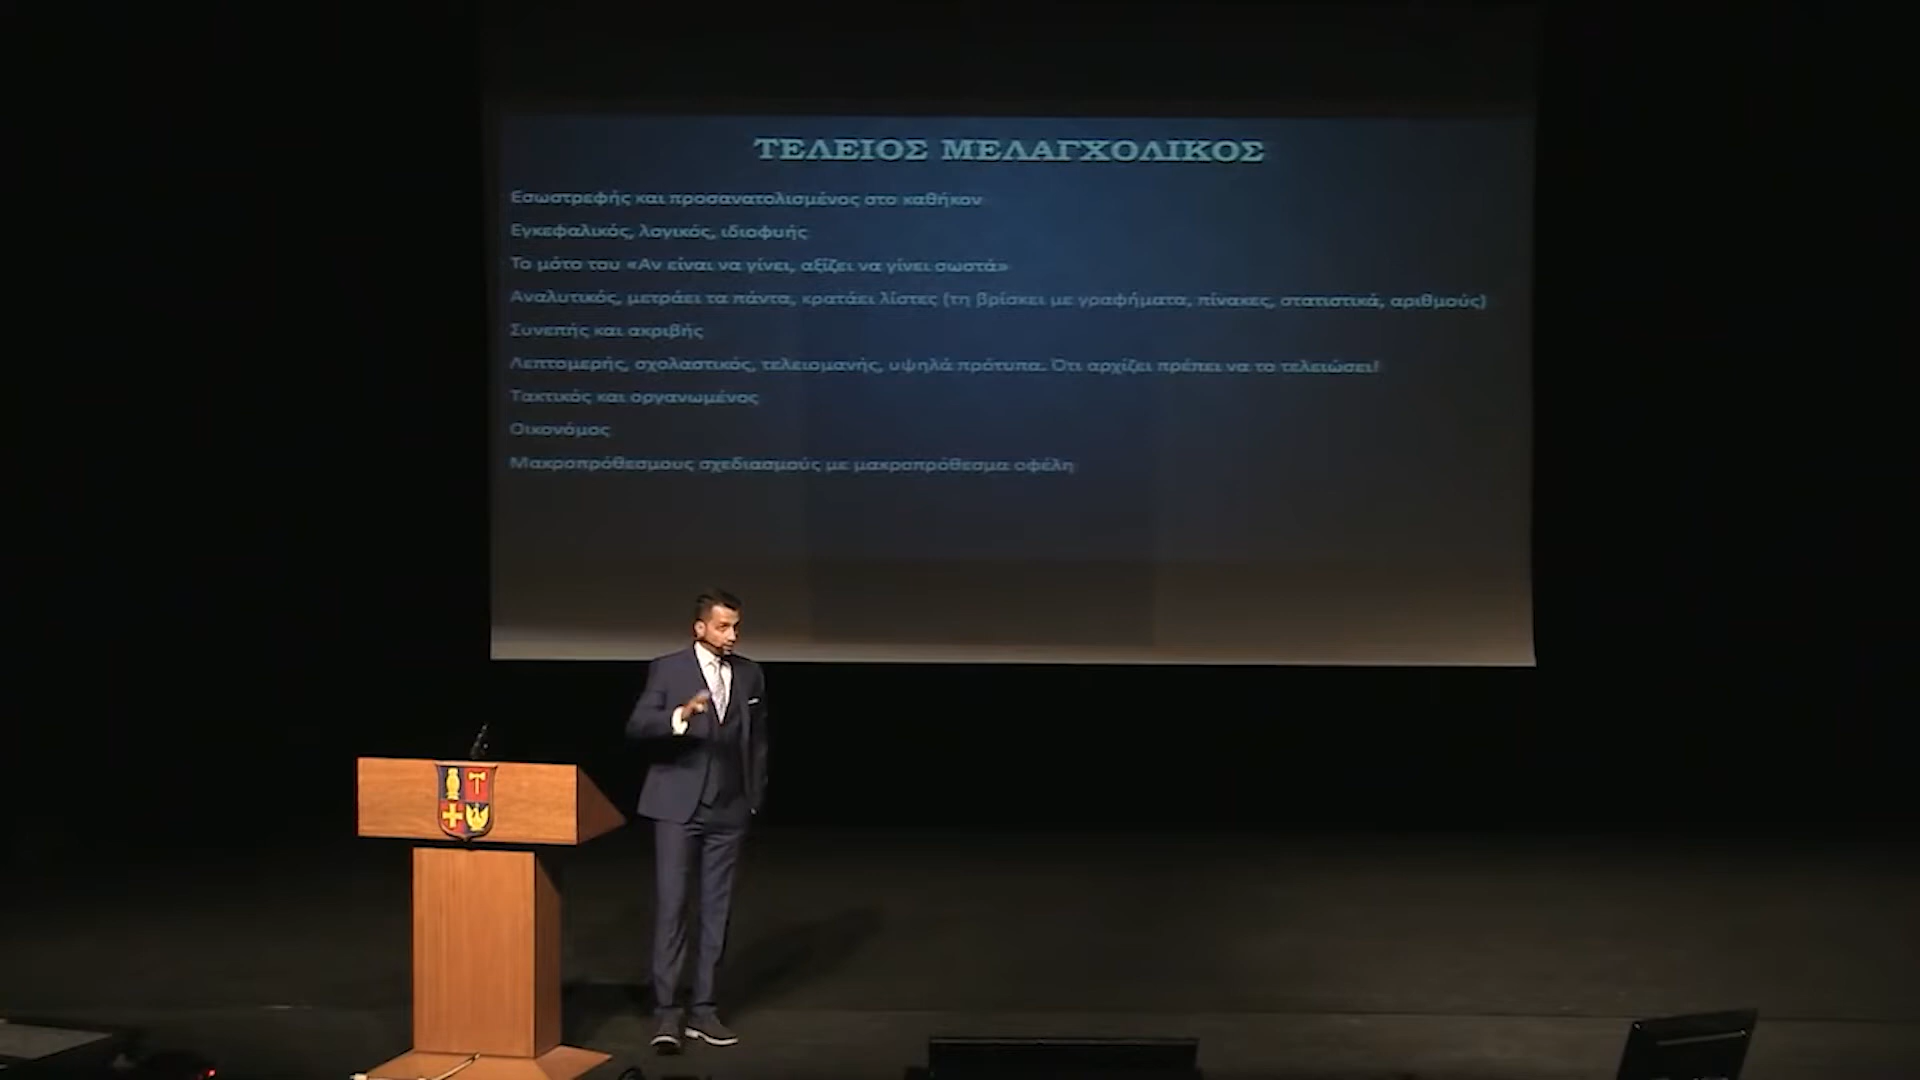 ΤΕΛΕΙΟΣ ΜΕΛΑΓΧΟΛΙΚΟΣ
Εσωστρεφής και προσανατολισμένος στο καθήκον
Εγκεφαλικός, λογικός, ιδιοφυής
Το μότο του «Αν είναι να γίνει, αξίζει να γίνει σωστά»
Αναλυτικός, μετράει τα πάντα, κρατάει λίστες (τη βρίσκει με γραφήματα, πίνακες, στατιστικά, αριθμούς)
Συνεπής και ακριβής
Λεπτομερής, σχολαστικός, τελειομανής, υψηλά πρότυπα. Ότι αρχίζει πρέπει να το τελειώσει!
Τακτικός και οργανωμένος
Οικονόμος
Μακροπρόθεσμους σχεδιασμούς με μακροπρόθεσμα οφέλη